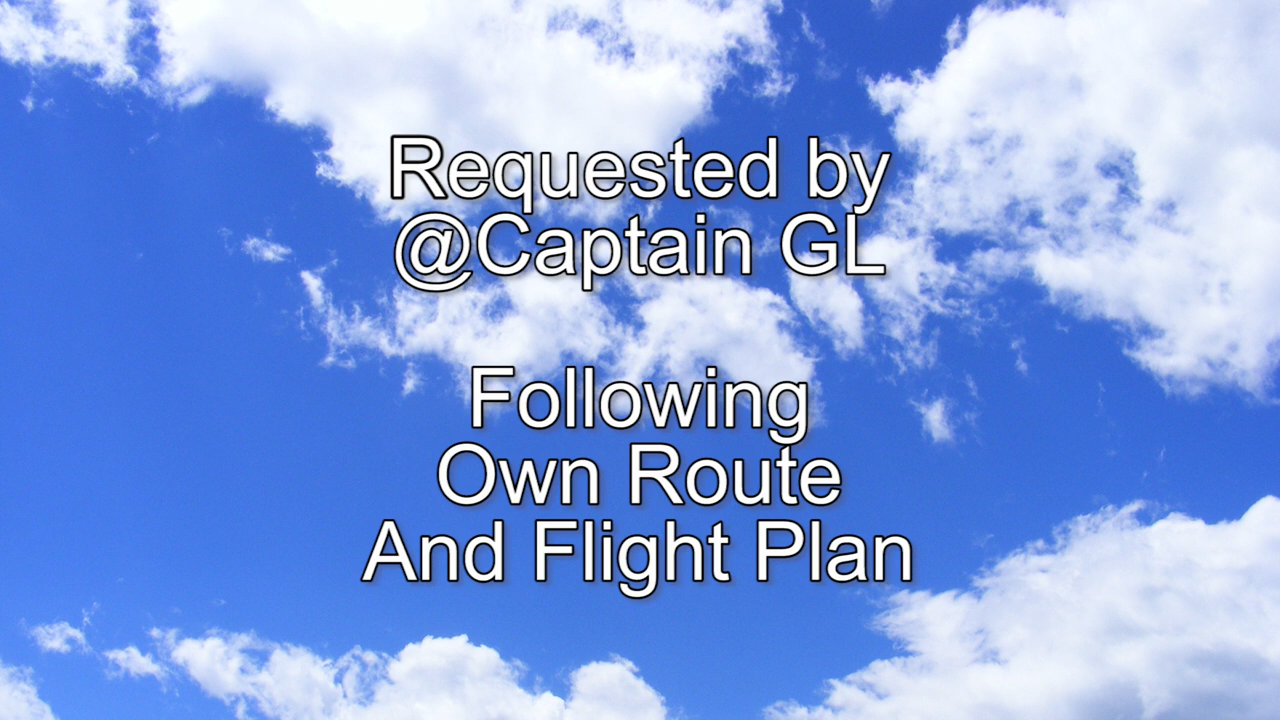 Requested by
@Captain GL
Following
Own Route
And Flight Plan